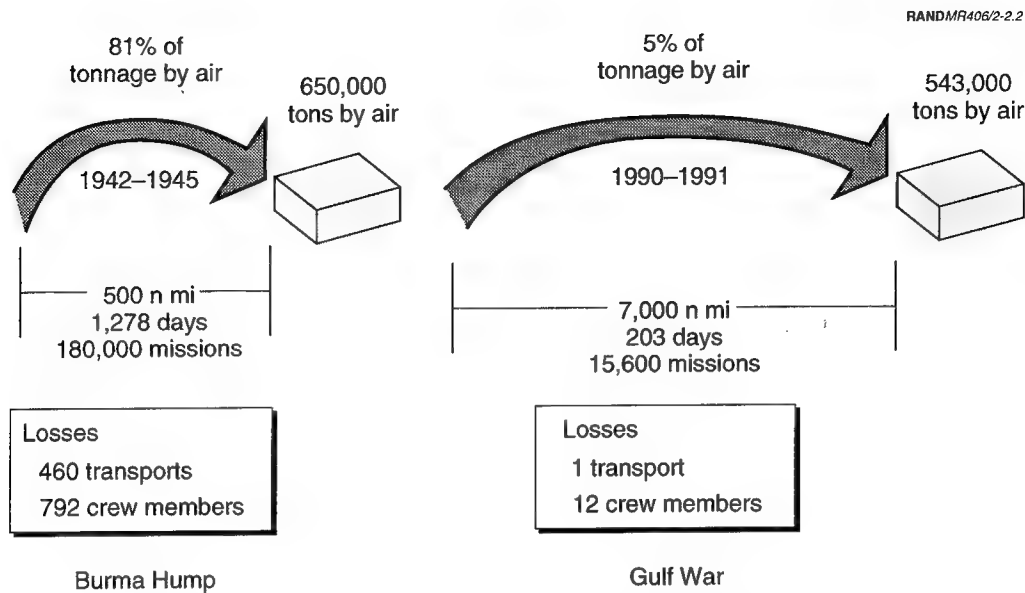 RANDMR406/2-2.2
81% of
tonnage by air
650,000
tons by air
1942–1945
500 n mi
1,278 days
180,000 missions
Losses
460 transports
792 crew members
Burma Hump
5% of
tonnage by air
543,000
tons by air
1990–1991
7,000 n mi
203 days
15,600 missions
Losses
1 transport
12 crew members
Gulf War